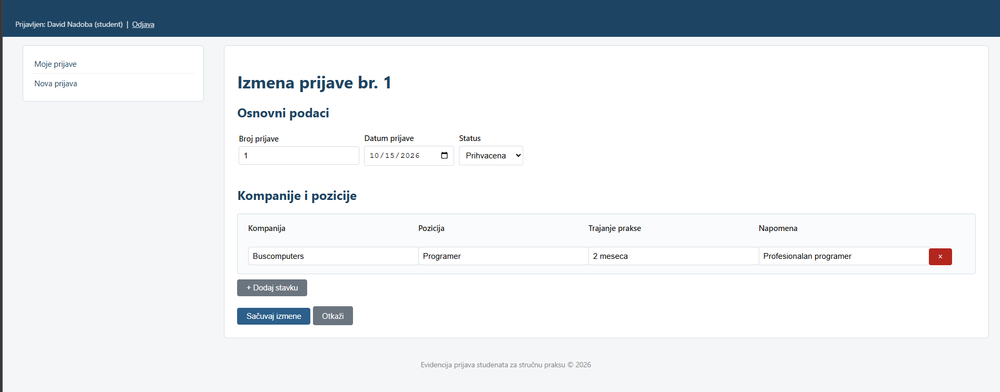 Prijavljen: David Nadoba (student) | Odjava
Moje prijave
Nova prijava
Izmena prijave br. 1
Osnovni podaci
Broj prijave Datum prijave Status
1 10/15/2026 Prihvacena
Kompanije i pozicije
Kompanija Pozicija Trajanje prakse Napomena
Buscomputers Programer 2 meseca Profesionalan programer ×
+ Dodaj stavku
Sačuvaj izmene Otkaži
Evidencija prijava studenata za stručnu praksu © 2026